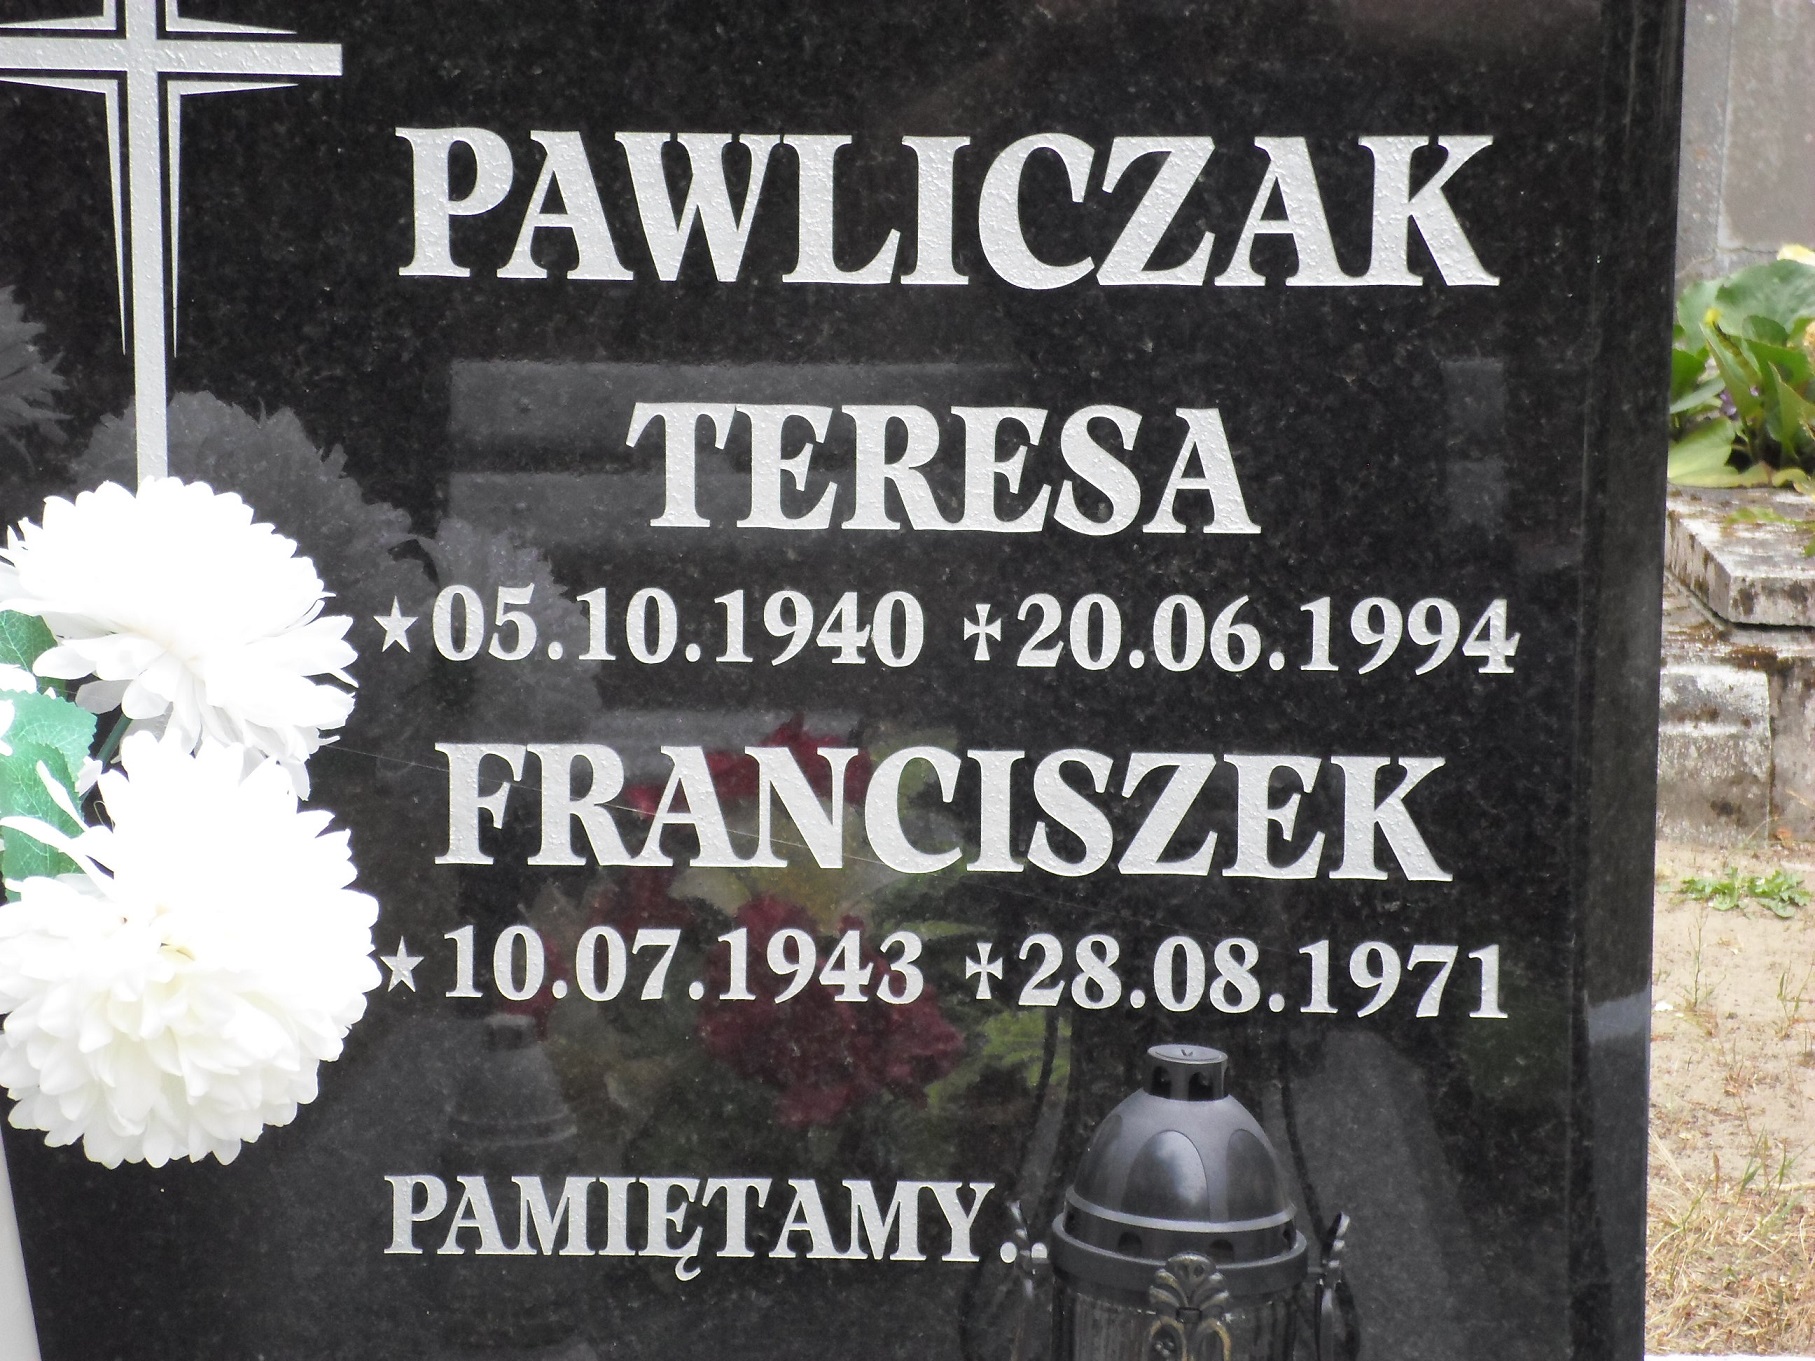 PAWLICZAK
TERESA
★05.10.1940 ✝20.06.1994
FRANCISZEK
★10.07.1943 ✝28.08.1971
PAMIĘTAMY..